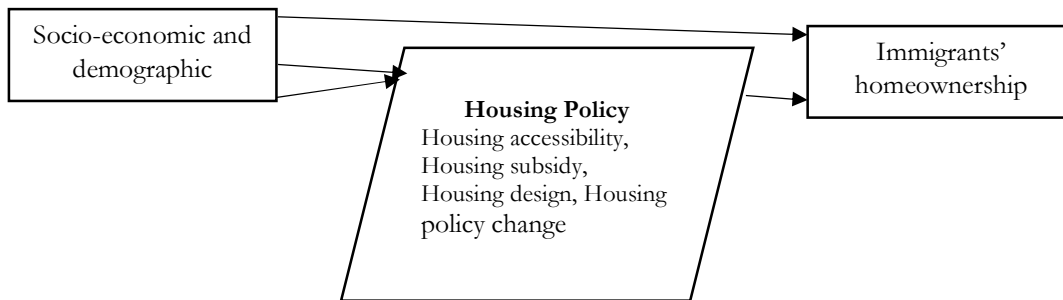 Socio-economic and
demographic
Immigrants’
homeownership
Housing Policy
Housing accessibility,
Housing subsidy,
Housing design, Housing
policy change